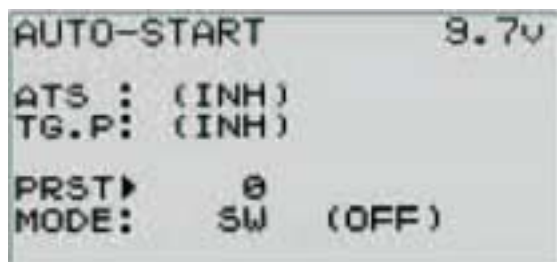 AUTO-START 9.7v
ATS : (INH)
TG.P: (INH)
PRST▶ 0
MODE: SW (OFF)